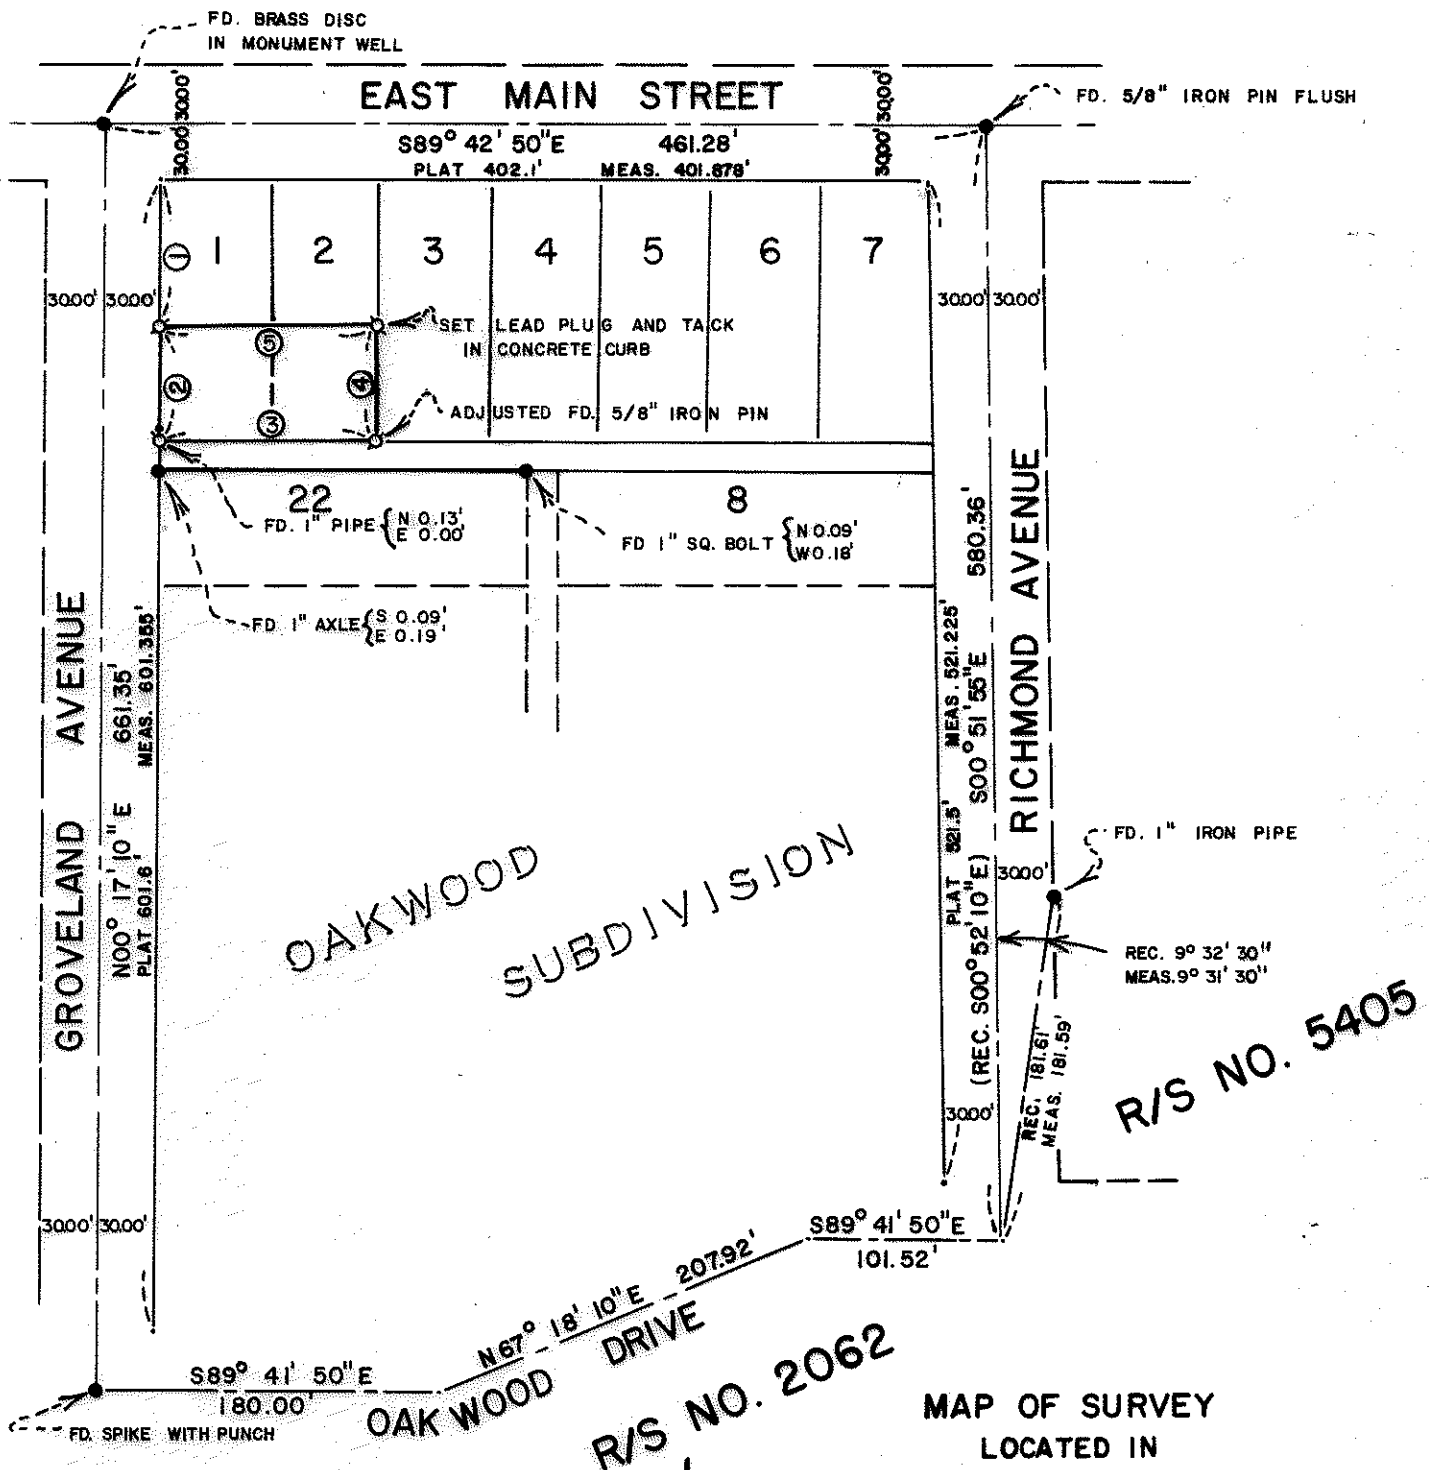 FD. BRASS DISC
IN MONUMENT WELL
EAST MAIN STREET
FD. 5/8" IRON PIN FLUSH
30.00' 30.00'
30.00' 30.00'
S89° 42' 50"E 461.28'
PLAT 402.1' MEAS. 401.878'
1 2 3 4 5 6 7
①
30.00' 30.00'
30.00' 30.00'
SET LEAD PLUG AND TACK
IN CONCRETE CURB
⑤
②
④
③
ADJUSTED FD. 5/8" IRON PIN
22
8
FD. 1" PIPE { N 0.13'
E 0.00'
FD 1" SQ. BOLT { N 0.09'
W 0.18'
FD 1" AXLE { S 0.09'
E 0.19'
GROVELAND AVENUE
N00° 17' 10" E 661.35'
PLAT 601.6' MEAS. 601.355'
OAKWOOD
SUBDIVISION
PLAT 521.5' MEAS. 521.225'
(REC. S00° 52' 10" E) S00° 51' 55"E 580.36'
RICHMOND AVENUE
FD. 1" IRON PIPE
30.00'
REC. 9° 32' 30"
MEAS. 9° 31' 30"
REC. 181.61'
MEAS. 181.59'
R/S NO. 5405
30.00'
30.00' 30.00'
S89° 41' 50"E
101.52'
N67° 18' 10"E 207.92'
OAKWOOD DRIVE
S89° 41' 50"E
180.00'
FD. SPIKE WITH PUNCH
R/S NO. 2062
MAP OF SURVEY
LOCATED IN